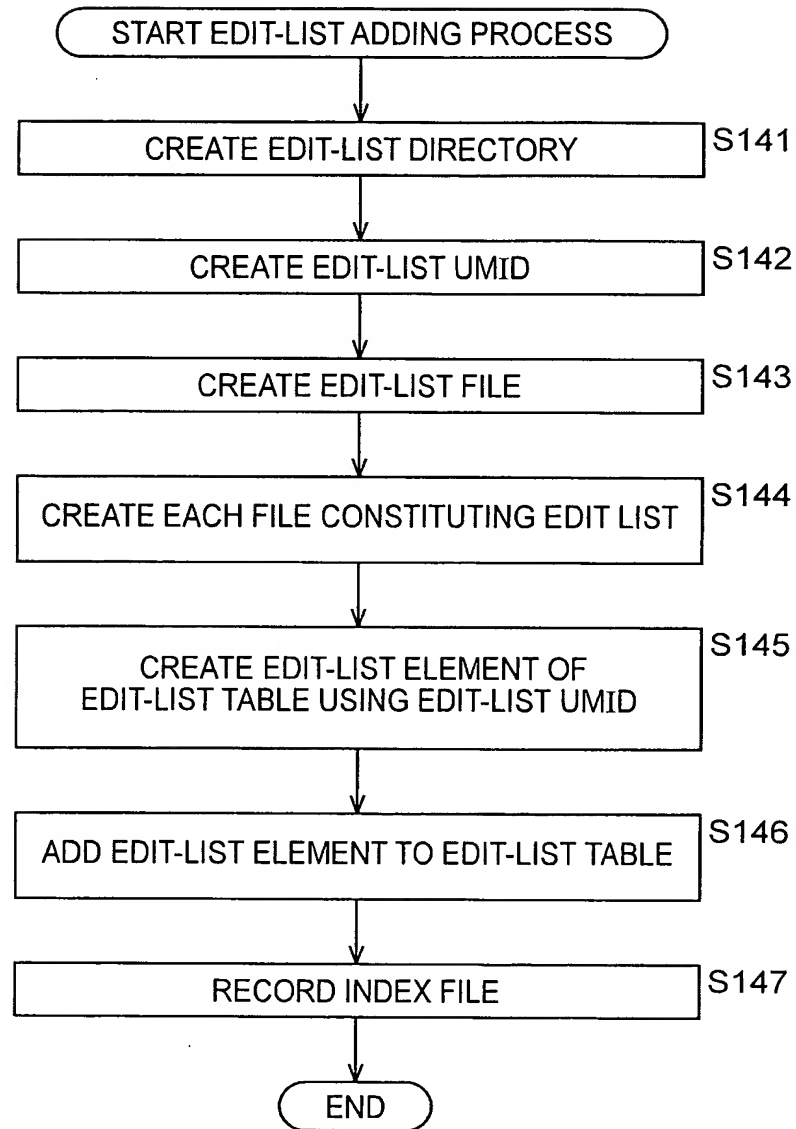 START EDIT-LIST ADDING PROCESS
S141
CREATE EDIT-LIST DIRECTORY
S142
CREATE EDIT-LIST UMID
S143
CREATE EDIT-LIST FILE
S144
CREATE EACH FILE CONSTITUTING EDIT LIST
S145
CREATE EDIT-LIST ELEMENT OF
EDIT-LIST TABLE USING EDIT-LIST UMID
S146
ADD EDIT-LIST ELEMENT TO EDIT-LIST TABLE
S147
RECORD INDEX FILE
END